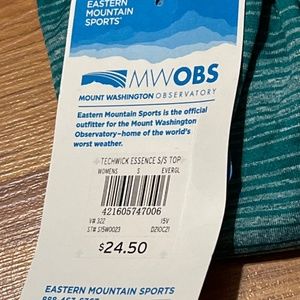 EASTERN
MOUNTAIN
SPORTS
MWOBS
MOUNT WASHINGTON OBSERVATORY
Eastern Mountain Sports is the official
outfitter for the Mount Washington
Observatory–home of the world's
worst weather.
TECHWICK ESSENCE S/S TOP
WOMENS S EVERGL
421605747006
V# 322 15V
ST# S15W0023 D210C21
$24.50
EASTERN MOUNTAIN SPORTS